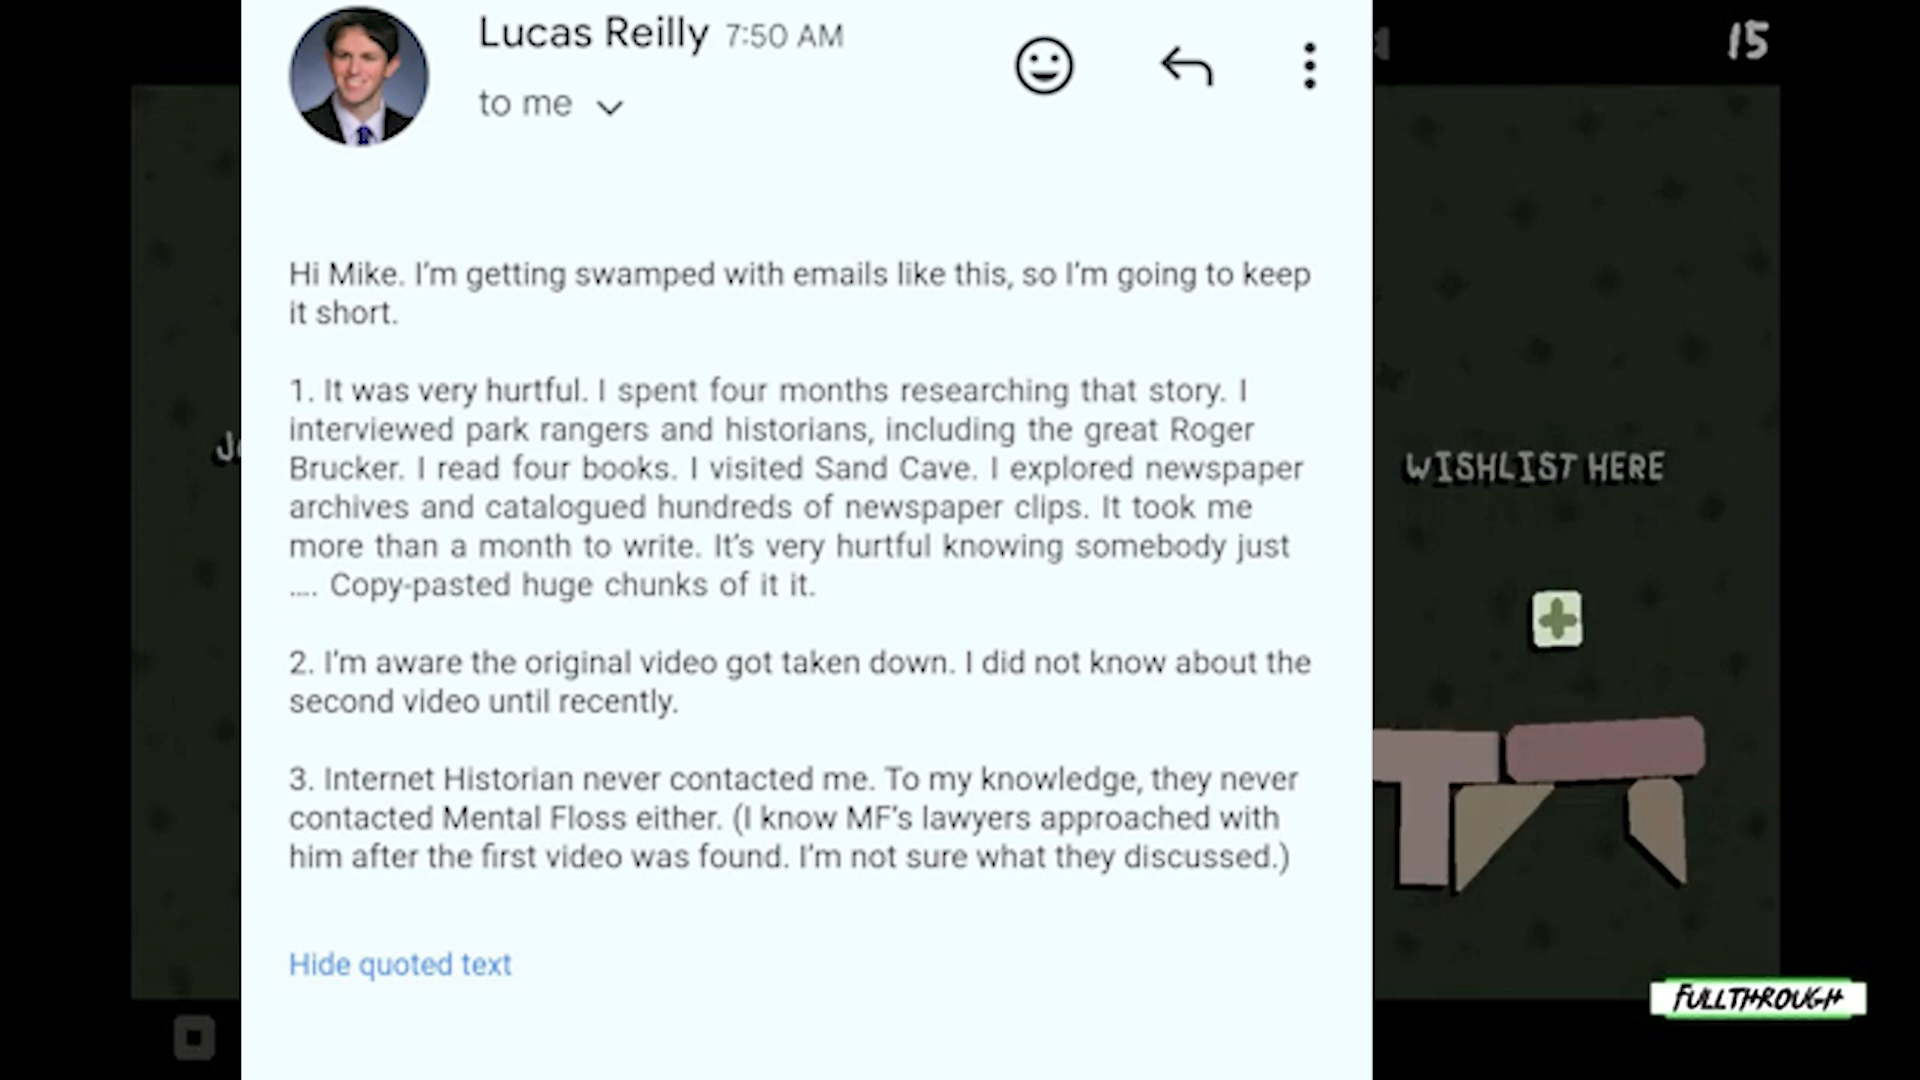 Lucas Reilly 7:50 AM
15
to me
Hi Mike. I'm getting swamped with emails like this, so I'm going to keep
it short.
1. It was very hurtful. I spent four months researching that story. I
interviewed park rangers and historians, including the great Roger
Brucker. I read four books. I visited Sand Cave. I explored newspaper
archives and catalogued hundreds of newspaper clips. It took me
more than a month to write. It's very hurtful knowing somebody just
.... Copy-pasted huge chunks of it it.
WISHLIST HERE
2. I'm aware the original video got taken down. I did not know about the
second video until recently.
3. Internet Historian never contacted me. To my knowledge, they never
contacted Mental Floss either. (I know MF's lawyers approached with
him after the first video was found. I'm not sure what they discussed.)
Hide quoted text
FULLTHROUGH